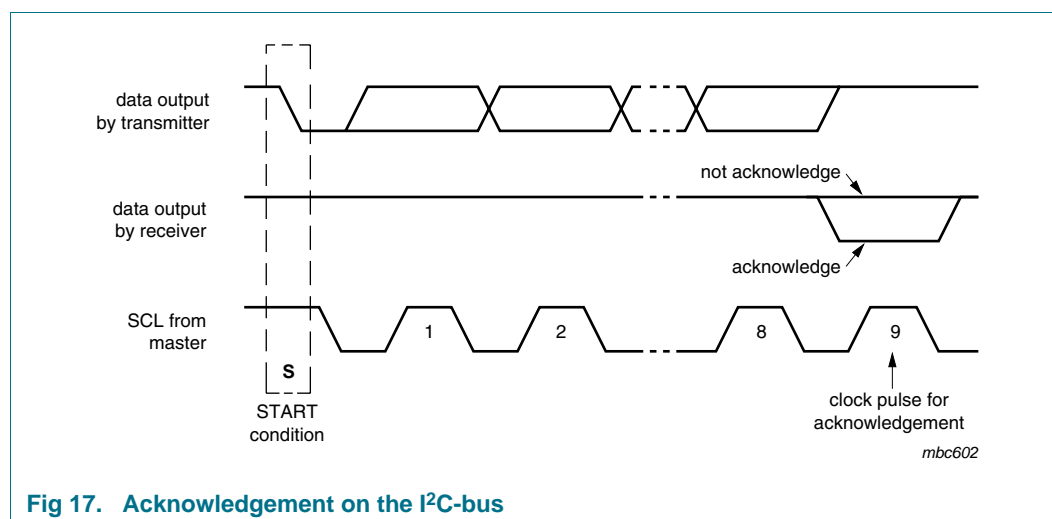 data output
by transmitter
not acknowledge
data output
by receiver
acknowledge
SCL from
master
1
2
8
9
S
START
condition
clock pulse for
acknowledgement
mbc602
Fig 17. Acknowledgement on the I²C-bus